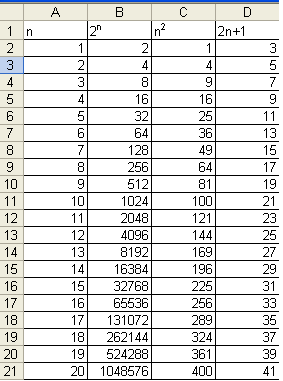 A B C D
1 n 2ⁿ n² 2n+1
2 1 2 1 3
3 2 4 4 5
4 3 8 9 7
5 4 16 16 9
6 5 32 25 11
7 6 64 36 13
8 7 128 49 15
9 8 256 64 17
10 9 512 81 19
11 10 1024 100 21
12 11 2048 121 23
13 12 4096 144 25
14 13 8192 169 27
15 14 16384 196 29
16 15 32768 225 31
17 16 65536 256 33
18 17 131072 289 35
19 18 262144 324 37
20 19 524288 361 39
21 20 1048576 400 41